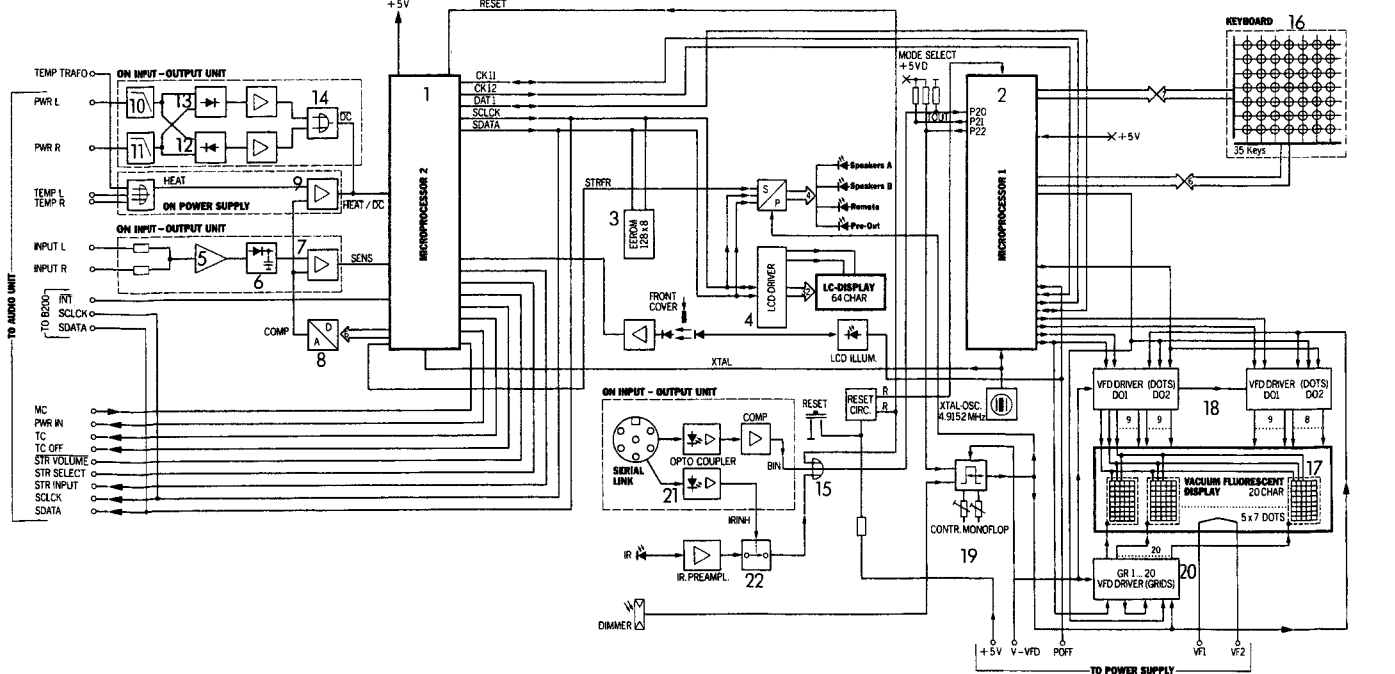 +5V
RESET
KEYBOARD 16
MODE SELECT
+5VD
TEMP TRAFO
ON INPUT-OUTPUT UNIT
PWR L
10
13
14
DC
PWR R
11
12
1
MICROPROCESSOR 2
CK11
CK12
DAT1
SCLCK
SDATA
TOUT
P20
P21
P22
2
MICROPROCESSOR 1
7
+5V
35 Keys
6
HEAT
9
TEMP L
TEMP R
ON POWER SUPPLY
HEAT / DC
STRFR
3
EEROM
128x8
S
P
4
Speakers A
Speakers B
Remote
Pre-Out
ON INPUT-OUTPUT UNIT
INPUT L
INPUT R
5
6
7
SENS
LCD-DRIVER
4
LC-DISPLAY
64 CHAR
TO AUDIO UNIT
TO B200
INT
SCLCK
SDATA
COMP
D
A
8
FRONT
COVER
LCD ILLUM.
XTAL
MC
PWR IN
TC
TC OFF
STR VOLUME
STR SELECT
STR INPUT
SCLCK
SDATA
ON INPUT - OUTPUT UNIT
RESET
RESET
CIRC.
R
R
XTAL-OSC.
4.9152 MHz
VFD DRIVER (DOTS)
DO1 DO2
18
VFD DRIVER (DOTS)
DO1 DO2
9 9
9 8
COMP
OPTO COUPLER
BIN
SERIAL
LINK
21
15
IRINH
IR
IR. PREAMPL.
22
CONTR. MONOFLOP
19
17
VACUUM FLUORESCENT
DISPLAY 20 CHAR
5 x 7 DOTS
20
GR 1 ... 20
VFD DRIVER (GRIDS)
20
DIMMER
+5V
V-VFD
POFF
VF1
VF2
TO POWER SUPPLY